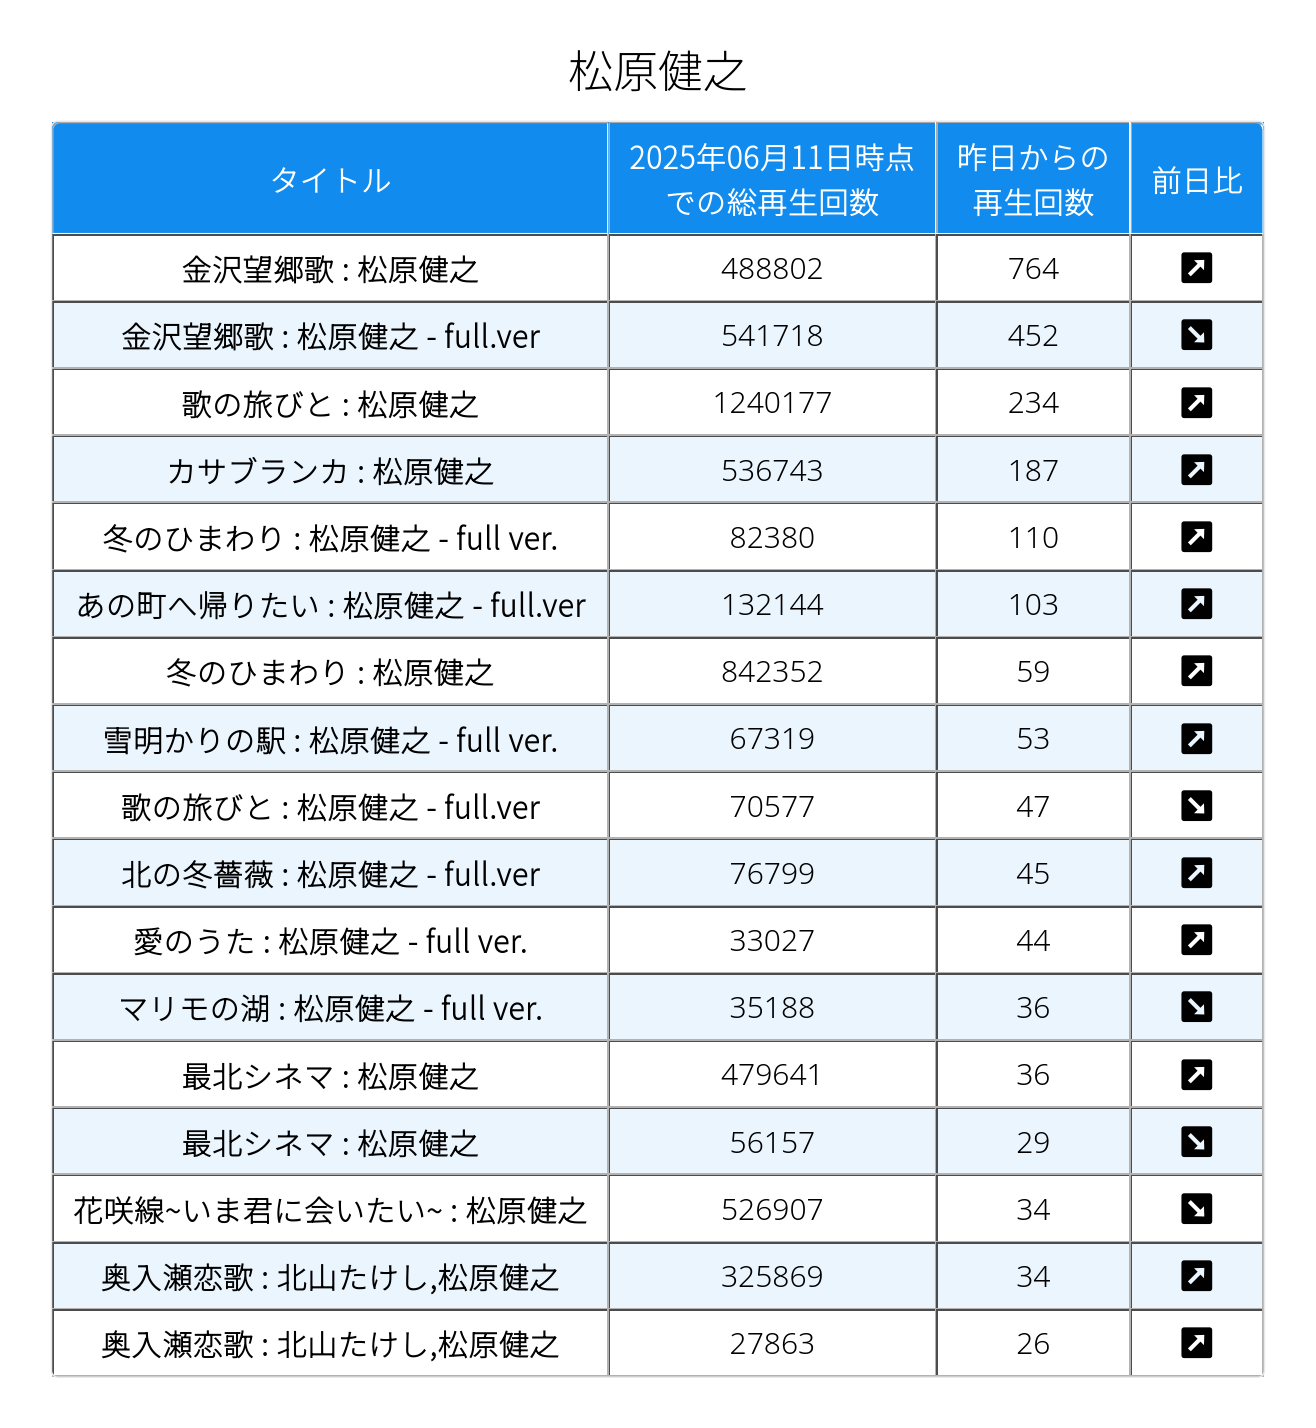 松原健之
タイトル 2025年06月11日時点での総再生回数 昨日からの再生回数 前日比
金沢望郷歌 : 松原健之 488802 764
金沢望郷歌 : 松原健之 - full.ver 541718 452
歌の旅びと : 松原健之 1240177 234
カサブランカ : 松原健之 536743 187
冬のひまわり : 松原健之 - full ver. 82380 110
あの町へ帰りたい : 松原健之 - full.ver 132144 103
冬のひまわり : 松原健之 842352 59
雪明かりの駅 : 松原健之 - full ver. 67319 53
歌の旅びと : 松原健之 - full.ver 70577 47
北の冬薔薇 : 松原健之 - full.ver 76799 45
愛のうた : 松原健之 - full ver. 33027 44
マリモの湖 : 松原健之 - full ver. 35188 36
最北シネマ : 松原健之 479641 36
最北シネマ : 松原健之 56157 29
花咲線~いま君に会いたい~ : 松原健之 526907 34
奥入瀬恋歌 : 北山たけし,松原健之 325869 34
奥入瀬恋歌 : 北山たけし,松原健之 27863 26